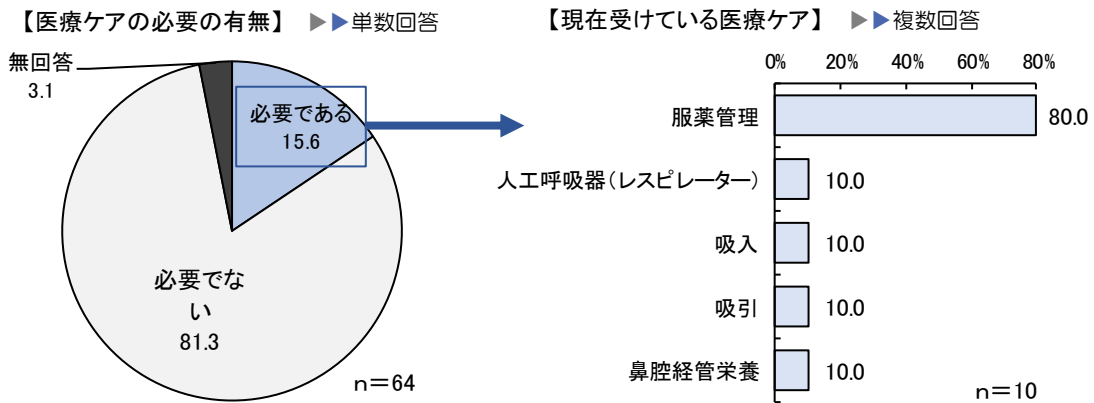 【医療ケアの必要の有無】 ▶▶単数回答
無回答
3.1
必要である
15.6
必要でな
い
81.3
n=64
【現在受けている医療ケア】 ▶▶複数回答
0% 20% 40% 60% 80%
服薬管理 80.0
人工呼吸器(レスピレーター) 10.0
吸入 10.0
吸引 10.0
鼻腔経管栄養 10.0
n=10